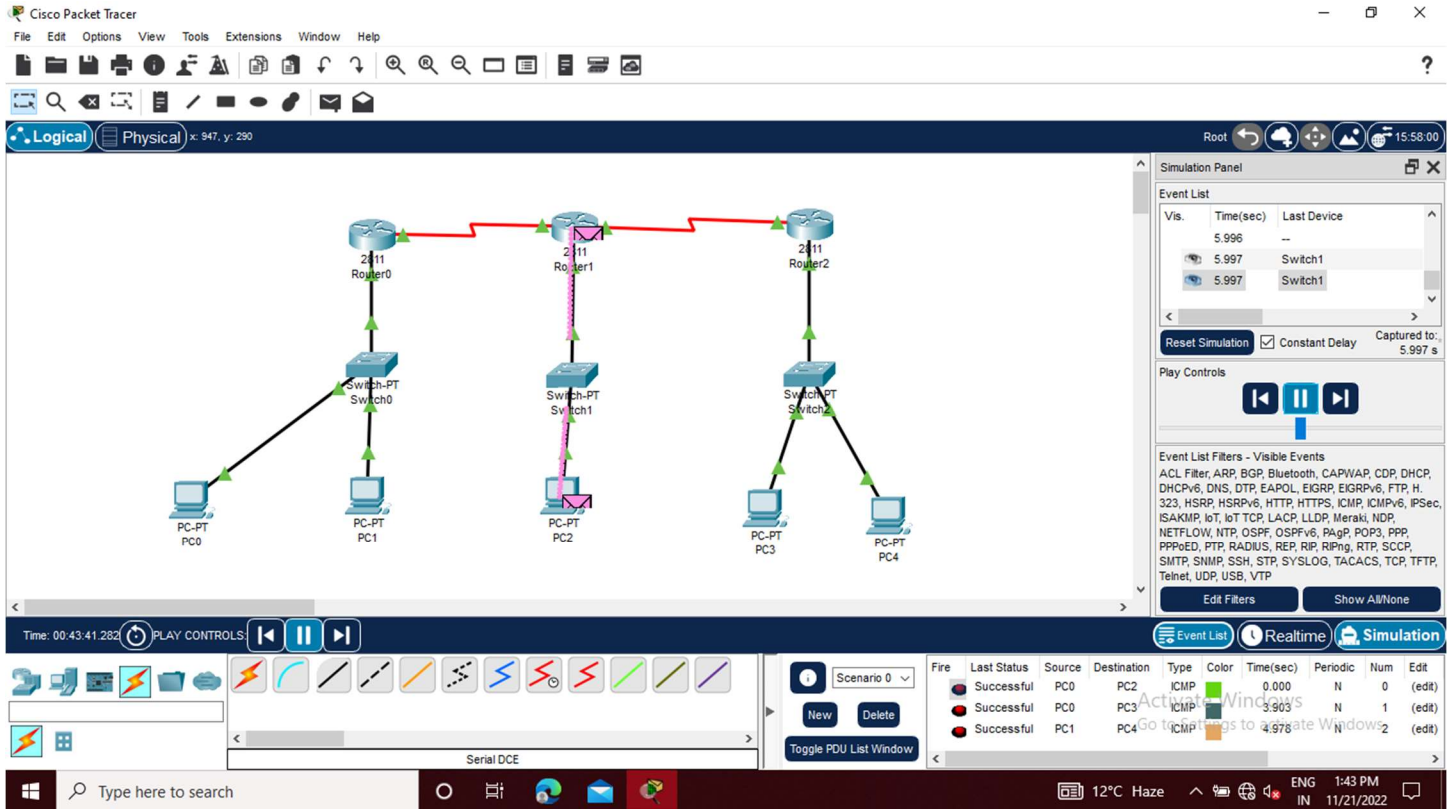 Cisco Packet Tracer
File Edit Options View Tools Extensions Window Help
?
Logical Physical x: 947, y: 290 Root 15:58:00
Simulation Panel
Event List
Vis. Time(sec) Last Device
5.996 --
5.997 Switch1
5.997 Switch1
Reset Simulation Constant Delay Captured to:
5.997 s
Play Controls
Event List Filters - Visible Events
ACL Filter, ARP, BGP, Bluetooth, CAPWAP, CDP, DHCP,
DHCPv6, DNS, DTP, EAPOL, EIGRP, EIGRPv6, FTP, H.
323, HSRP, HSRPv6, HTTP, HTTPS, ICMP, ICMPv6, IPSec,
ISAKMP, IoT, IoT TCP, LACP, LLDP, Meraki, NDP,
NETFLOW, NTP, OSPF, OSPFv6, PAgP, POP3, PPP,
PPPoED, PTP, RADIUS, REP, RIP, RIPng, RTP, SCCP,
SMTP, SNMP, SSH, STP, SYSLOG, TACACS, TCP, TFTP,
Telnet, UDP, USB, VTP
Edit Filters Show All/None
2811
Router0
2811
Router1
2811
Router2
Switch-PT
Switch0
Switch-PT
Switch1
Switch-PT
Switch2
PC-PT
PC0
PC-PT
PC1
PC-PT
PC2
PC-PT
PC3
PC-PT
PC4
Time: 00:43:41.282 PLAY CONTROLS: Event List Realtime Simulation
Serial DCE
Scenario 0
New Delete
Toggle PDU List Window
Fire Last Status Source Destination Type Color Time(sec) Periodic Num Edit
Successful PC0 PC2 ICMP 0.000 N 0 (edit)
Successful PC0 PC3 ICMP 3.903 N 1 (edit)
Successful PC1 PC4 ICMP 4.978 N 2 (edit)
Activate Windows
Go to Settings to activate Windows.
Type here to search 12°C Haze ENG 1:43 PM
IN 11/21/2022